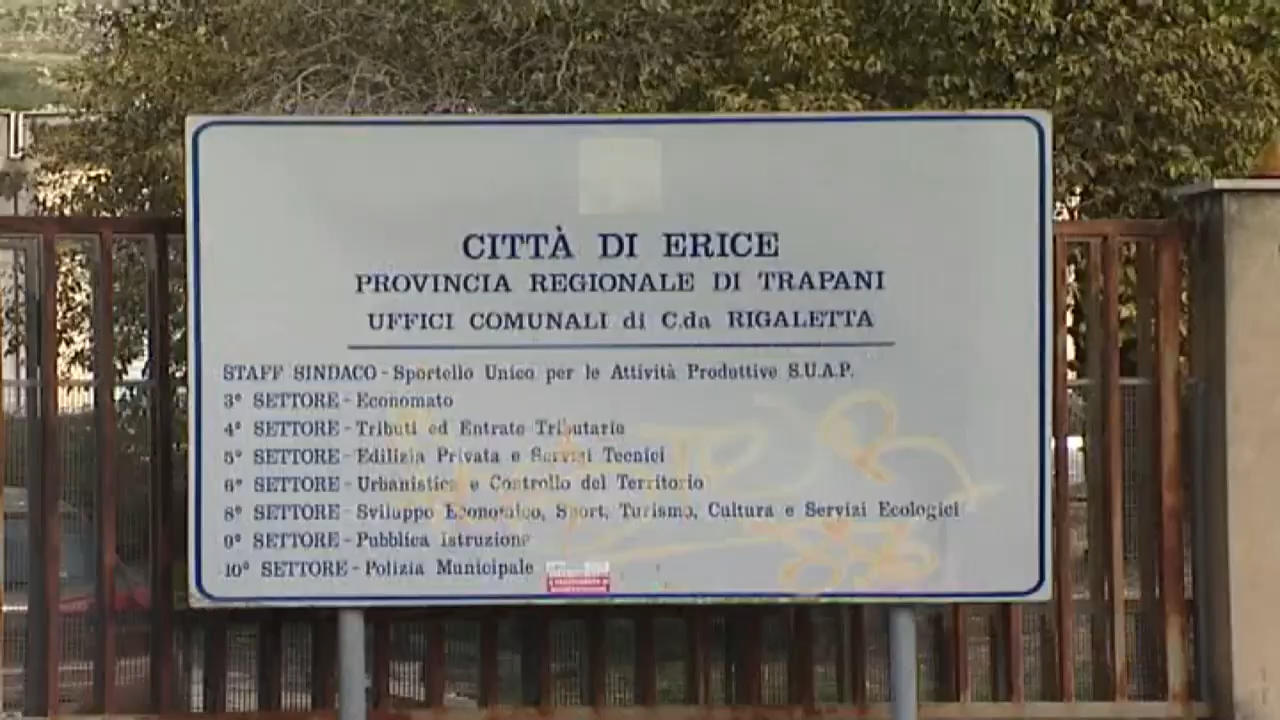 CITTÀ DI ERICE
PROVINCIA REGIONALE DI TRAPANI
UFFICI COMUNALI di C.da RIGALETTA
STAFF SINDACO - Sportello Unico per le Attività Produttive S.U.A.P.
3° SETTORE - Economato
4° SETTORE - Tributi ed Entrate Tributarie
5° SETTORE - Edilizia Privata e Servizi Tecnici
6° SETTORE - Urbanistica e Controllo del Territorio
8° SETTORE - Sviluppo Economico, Sport, Turismo, Cultura e Servizi Ecologici
9° SETTORE - Pubblica Istruzione
10° SETTORE - Polizia Municipale